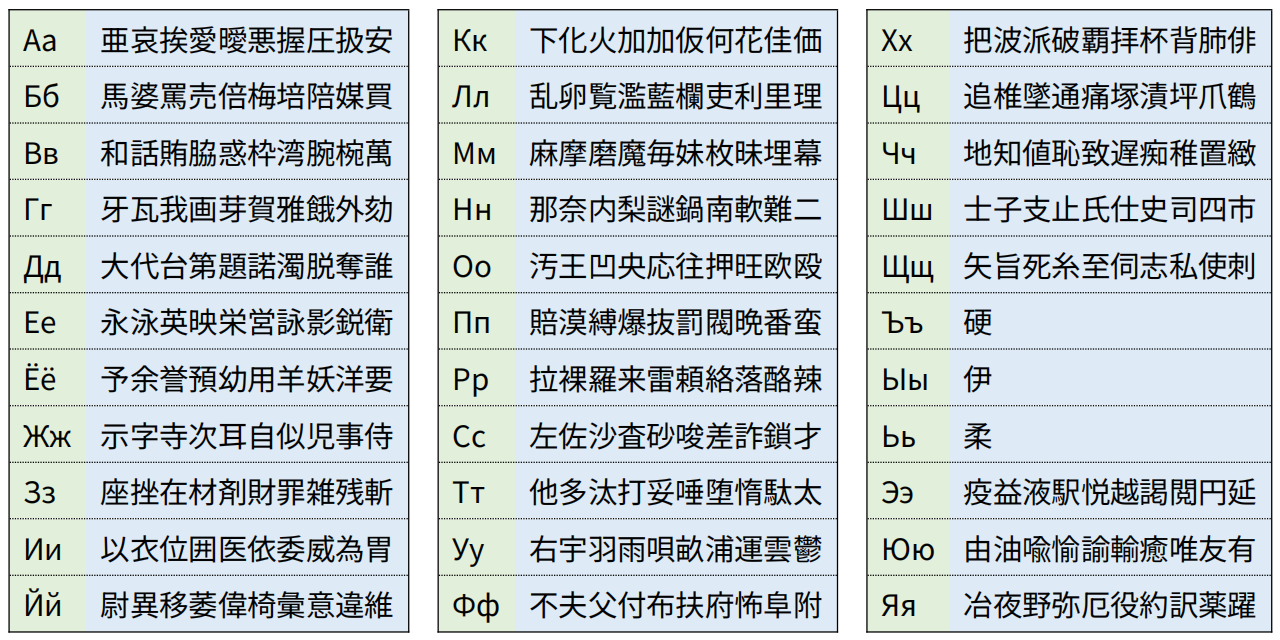 Аа 亜哀挨愛曖悪握圧扱安
Бб 馬婆罵売倍梅培陪媒買
Вв 和話賄脇惑枠湾腕椀萬
Гг 牙瓦我画芽賀雅餓外劾
Дд 大代台第題諾濁脱奪誰
Ее 永泳英映栄営詠影鋭衛
Ёё 予余誉預幼用羊妖洋要
Жж 示字寺次耳自似児事侍
Зз 座挫在材剤財罪雑残斬
Ии 以衣位囲医依委威為胃
Йй 尉異移萎偉椅彙意違維
Кк 下化火加加仮何花佳価
Лл 乱卵覧濫藍欄吏利里理
Мм 麻摩磨魔毎妹枚昧埋幕
Нн 那奈内梨謎鍋南軟難二
Оо 汚王凹央応往押旺欧殴
Пп 賠漠縛爆抜罰閥晩番蛮
Рр 拉裸羅来雷頼絡落酪辣
Сс 左佐沙査砂唆差詐鎖才
Тт 他多汰打妥唾堕惰駄太
Уу 右宇羽雨唄畝浦運雲鬱
Фф 不夫父付布扶府怖阜附
Хх 把波派破覇拝杯背肺俳
Цц 追椎墜通痛塚漬坪爪鶴
Чч 地知値恥致遅痴稚置緻
Шш 士子支止氏仕史司四市
Щщ 矢旨死糸至伺志私使刺
Ъъ 硬
Ыы 伊
Ьь 柔
Ээ 疫益液駅悦越謁閲円延
Юю 由油喩愉諭輸癒唯友有
Яя 冶夜野弥厄役約訳薬躍